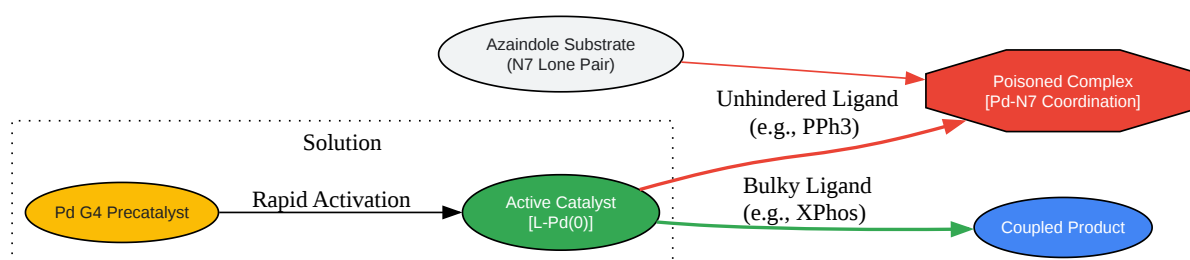 Azaindole Substrate
(N7 Lone Pair)
Poisoned Complex
[Pd-N7 Coordination]
Unhindered Ligand
(e.g., PPh3)
Solution
Pd G4 Precatalyst
Rapid Activation
Active Catalyst
[L-Pd(0)]
Bulky Ligand
(e.g., XPhos)
Coupled Product